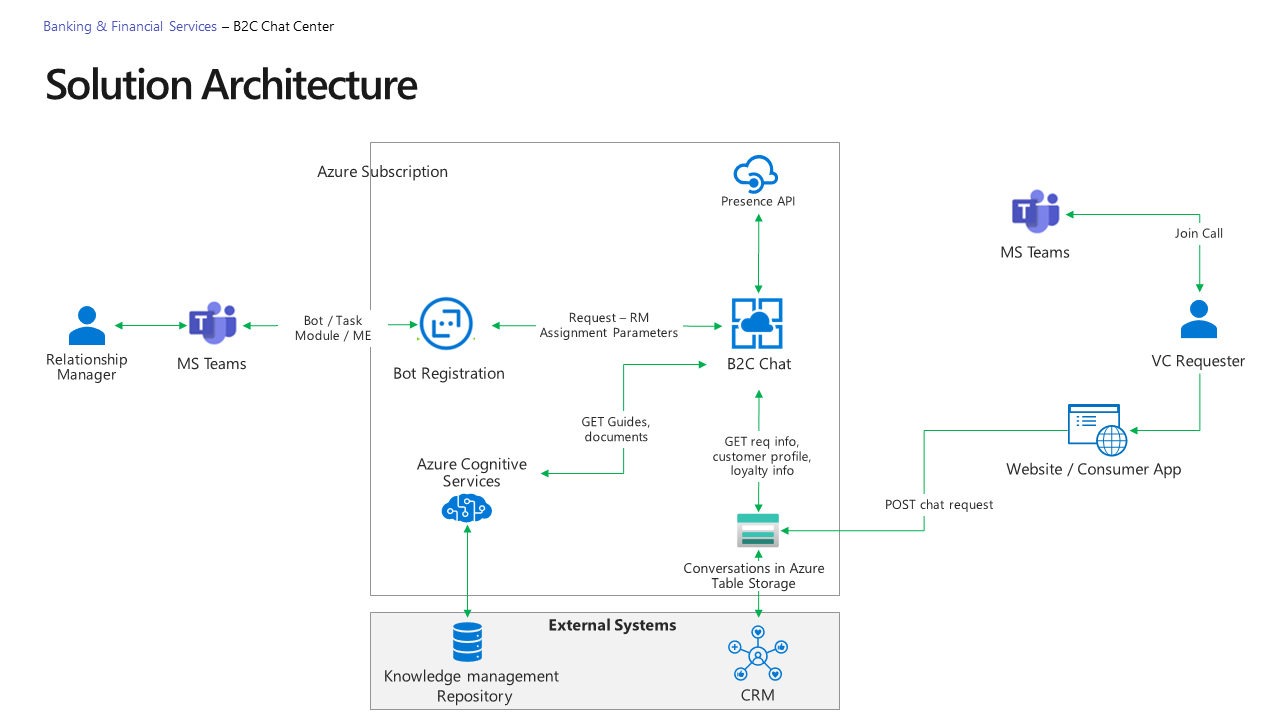 Banking & Financial Services – B2C Chat Center
Solution Architecture
Azure Subscription
Presence API
MS Teams
Join Call
Relationship
Manager
MS Teams
Bot / Task
Module / ME
Bot Registration
Request – RM
Assignment Parameters
B2C Chat
VC Requester
GET Guides,
documents
GET req info,
customer profile,
loyalty info
Website / Consumer App
Azure Cognitive
Services
POST chat request
Conversations in Azure
Table Storage
External Systems
Knowledge management
Repository
CRM